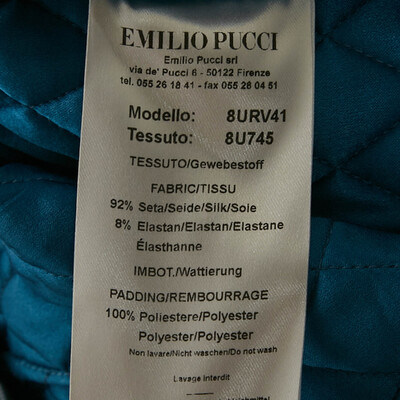 EMILIO PUCCI
Emilio Pucci srl
via de' Pucci 6 - 50122 Firenze
tel. 055 26 18 41 - fax 055 28 04 51
Modello: 8URV41
Tessuto: 8U745
TESSUTO/Gewebestoff
FABRIC/TISSU
92% Seta/Seide/Silk/Soie
8% Elastan/Elastan/Elastane
Élasthanne
IMBOT./Wattierung
PADDING/REMBOURRAGE
100% Poliestere/Polyester
Polyester/Polyester
Non lavare/Nicht waschen/Do not wash
Lavage interdit